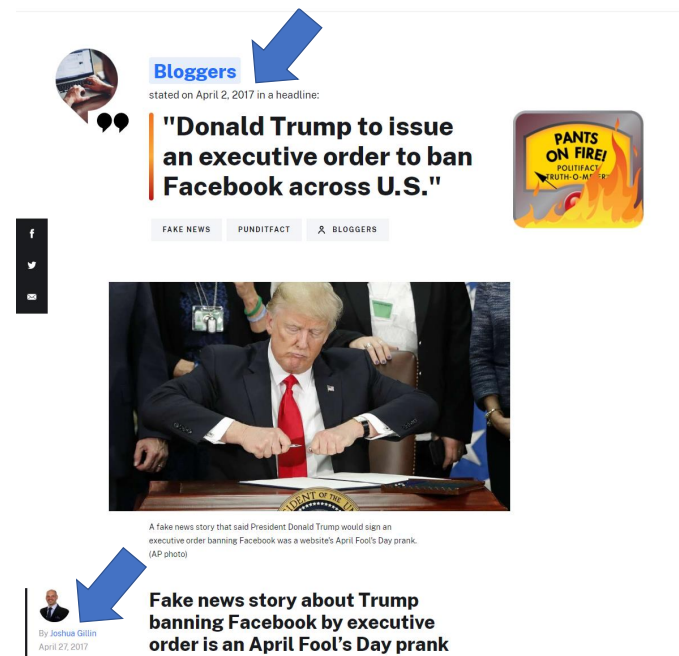 Bloggers
stated on April 2, 2017 in a headline:
"Donald Trump to issue
an executive order to ban
Facebook across U.S."
PANTS
ON FIRE!
POLITIFACT
TRUTH-O-METER
FAKE NEWS PUNDITFACT BLOGGERS
IDENT OF THE
A fake news story that said President Donald Trump would sign an
executive order banning Facebook was a website's April Fool's Day prank.
(AP photo)
By Joshua Gillin
April 27, 2017
Fake news story about Trump
banning Facebook by executive
order is an April Fool's Day prank